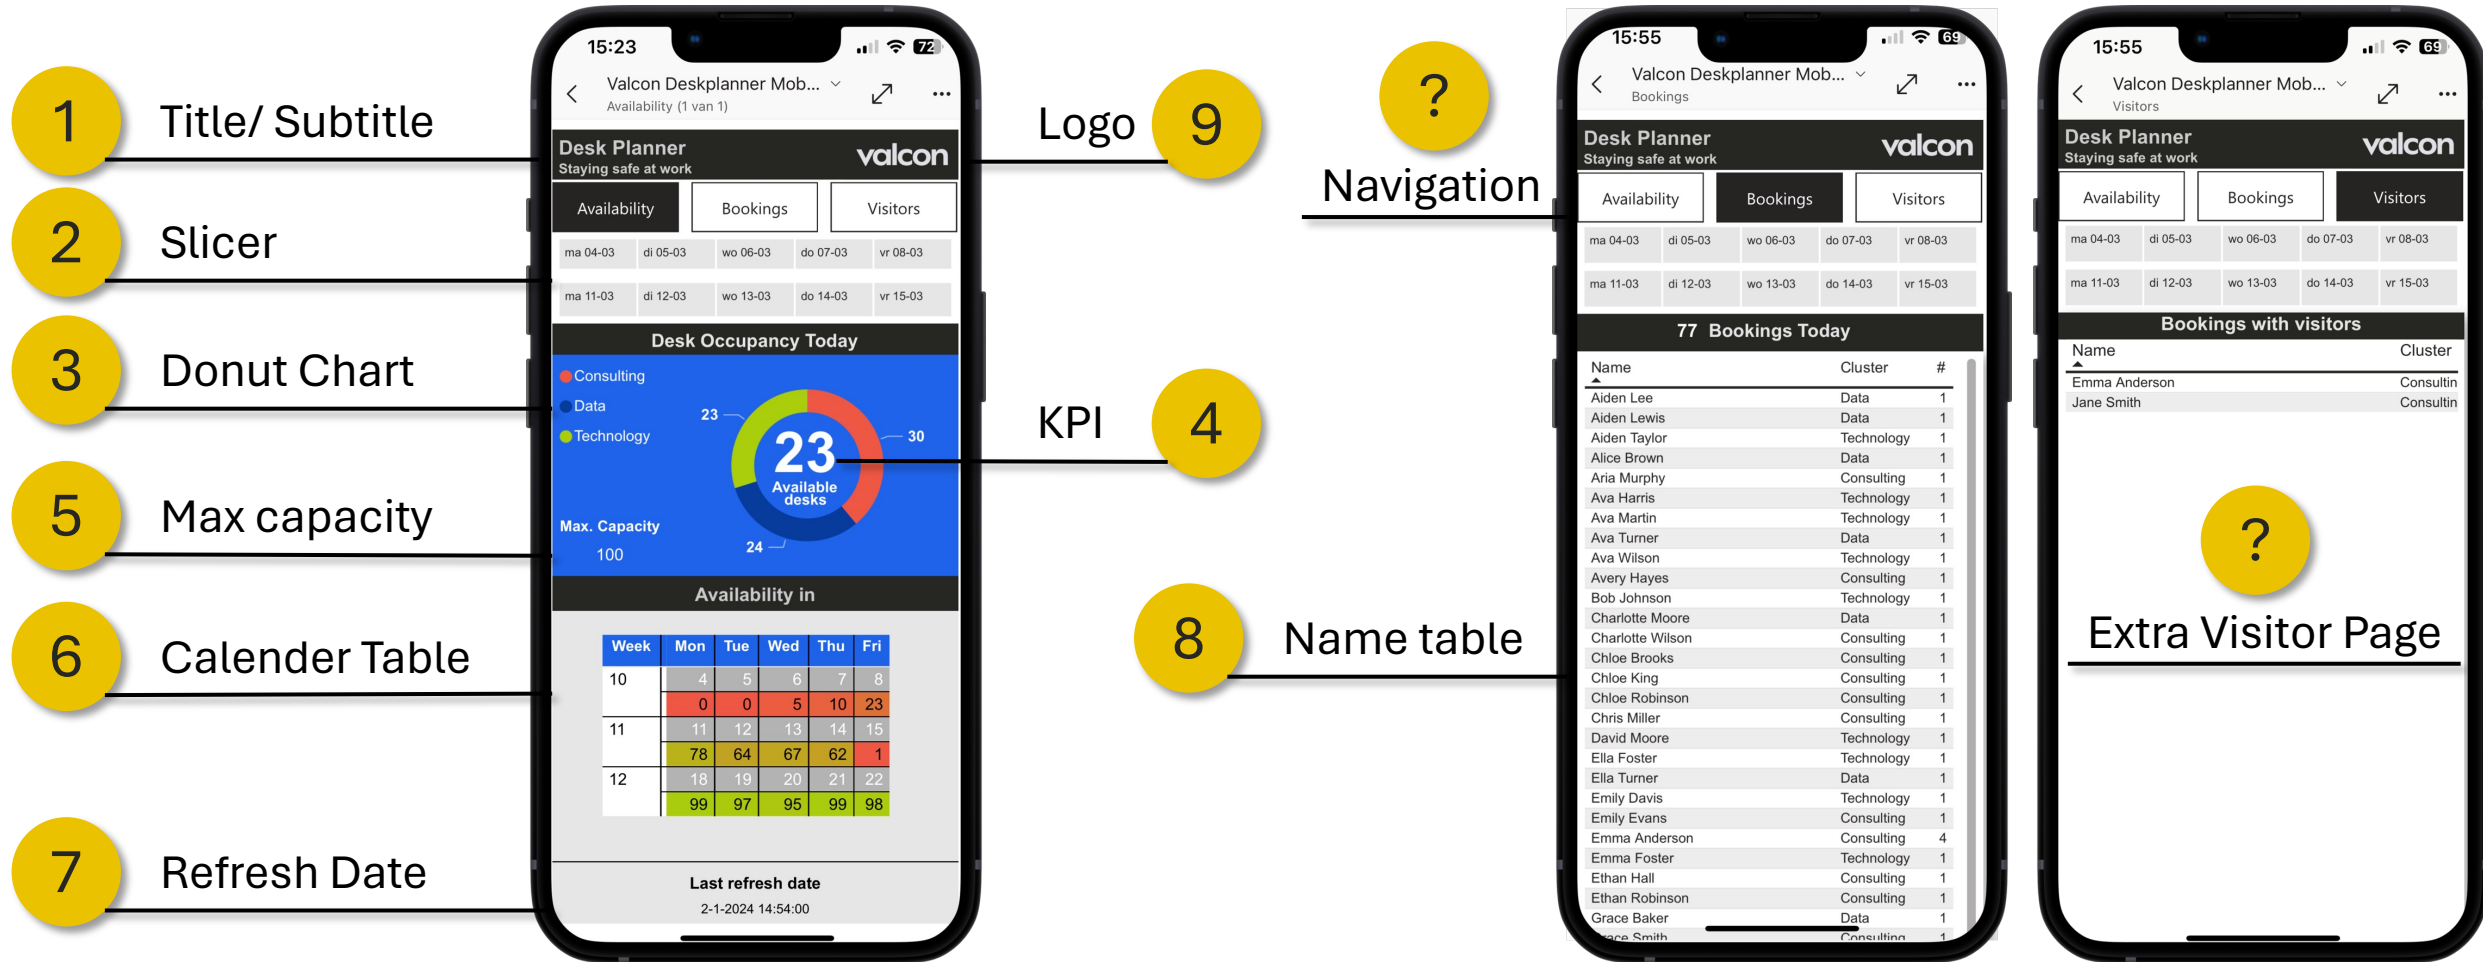 1
Title/ Subtitle
2
Slicer
3
Donut Chart
5
Max capacity
6
Calender Table
7
Refresh Date
15:23
72
Valcon Deskplanner Mob...
Availability (1 van 1)
Desk Planner
Staying safe at work
valcon
Availability Bookings Visitors
ma 04-03 di 05-03 wo 06-03 do 07-03 vr 08-03
ma 11-03 di 12-03 wo 13-03 do 14-03 vr 15-03
Desk Occupancy Today
Consulting
Data
Technology
23
30
24
23
Available
desks
Max. Capacity
100
Availability in
Week Mon Tue Wed Thu Fri
10 4 5 6 7 8
0 0 5 10 23
11 11 12 13 14 15
78 64 67 62 1
12 18 19 20 21 22
99 97 95 99 98
Last refresh date
2-1-2024 14:54:00
Logo 9
KPI 4
?
Navigation
8
Name table
15:55
69
Valcon Deskplanner Mob...
Bookings
Desk Planner
Staying safe at work
valcon
Availability Bookings Visitors
ma 04-03 di 05-03 wo 06-03 do 07-03 vr 08-03
ma 11-03 di 12-03 wo 13-03 do 14-03 vr 15-03
77 Bookings Today
Name Cluster #
Aiden Lee Data 1
Aiden Lewis Data 1
Aiden Taylor Technology 1
Alice Brown Data 1
Aria Murphy Consulting 1
Ava Harris Technology 1
Ava Martin Technology 1
Ava Turner Data 1
Ava Wilson Technology 1
Avery Hayes Consulting 1
Bob Johnson Technology 1
Charlotte Moore Data 1
Charlotte Wilson Consulting 1
Chloe Brooks Consulting 1
Chloe King Consulting 1
Chloe Robinson Consulting 1
Chris Miller Consulting 1
David Moore Technology 1
Ella Foster Technology 1
Ella Turner Data 1
Emily Davis Technology 1
Emily Evans Consulting 1
Emma Anderson Consulting 4
Emma Foster Technology 1
Ethan Hall Consulting 1
Ethan Robinson Consulting 1
Grace Baker Data 1
Grace Smith Consulting 1
15:55
69
Valcon Deskplanner Mob...
Visitors
Desk Planner
Staying safe at work
valcon
Availability Bookings Visitors
ma 04-03 di 05-03 wo 06-03 do 07-03 vr 08-03
ma 11-03 di 12-03 wo 13-03 do 14-03 vr 15-03
Bookings with visitors
Name Cluster
Emma Anderson Consultin
Jane Smith Consultin
?
Extra Visitor Page